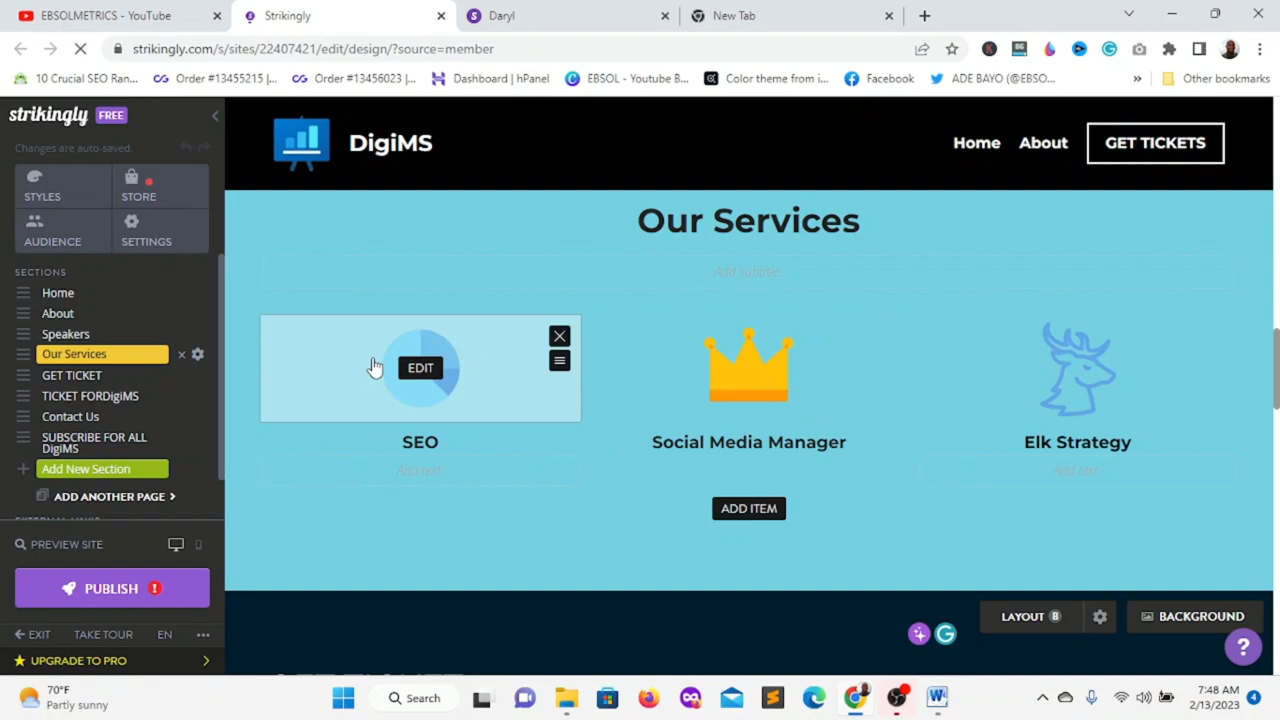 EBSOLMETRICS - YouTube
Strikingly
Daryl
New Tab
strikingly.com/s/sites/22407421/edit/design/?source=member
10 Crucial SEO Ran...
Order #13455215 |...
Order #13456023 |...
Dashboard | hPanel
EBSOL - Youtube B...
Color theme from i...
Facebook
ADE BAYO (@EBSO...
»
Other bookmarks
strikingly FREE
Changes are auto-saved.
STYLES
STORE
AUDIENCE
SETTINGS
SECTIONS
Home
About
Speakers
Our Services
GET TICKET
TICKET FORDigiMS
Contact Us
SUBSCRIBE FOR ALL
DigiMS
Add New Section
ADD ANOTHER PAGE
PREVIEW SITE
PUBLISH
EXIT
TAKE TOUR
EN
UPGRADE TO PRO
DigiMS
Home
About
GET TICKETS
Our Services
Add subtitle
EDIT
SEO
Social Media Manager
Elk Strategy
Add text
Add text
ADD ITEM
LAYOUT B
BACKGROUND
?
70°F
Partly sunny
Search
7:48 AM
2/13/2023
4